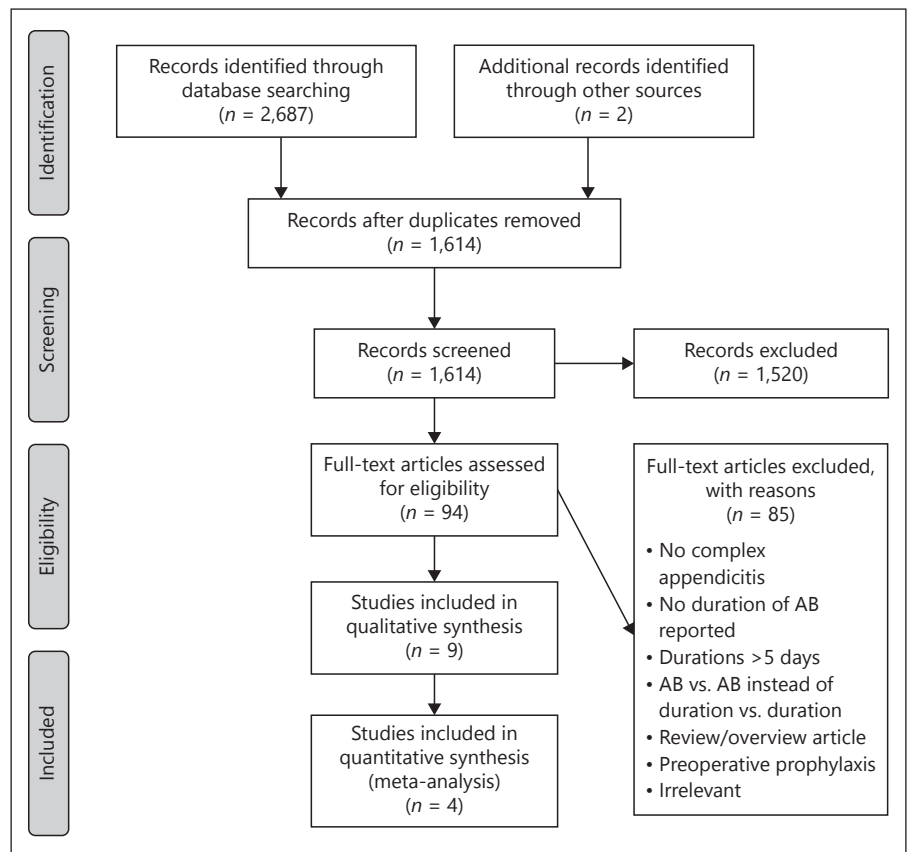 Identification
Records identified through
database searching
(n = 2,687)
Additional records identified
through other sources
(n = 2)
Records after duplicates removed
(n = 1,614)
Screening
Records screened
(n = 1,614)
Records excluded
(n = 1,520)
Eligibility
Full-text articles assessed
for eligibility
(n = 94)
Full-text articles excluded,
with reasons
(n = 85)
• No complex
appendicitis
• No duration of AB
reported
• Durations >5 days
• AB vs. AB instead of
duration vs. duration
• Review/overview article
• Preoperative prophylaxis
• Irrelevant
Studies included in
qualitative synthesis
(n = 9)
Included
Studies included in
quantitative synthesis
(meta-analysis)
(n = 4)